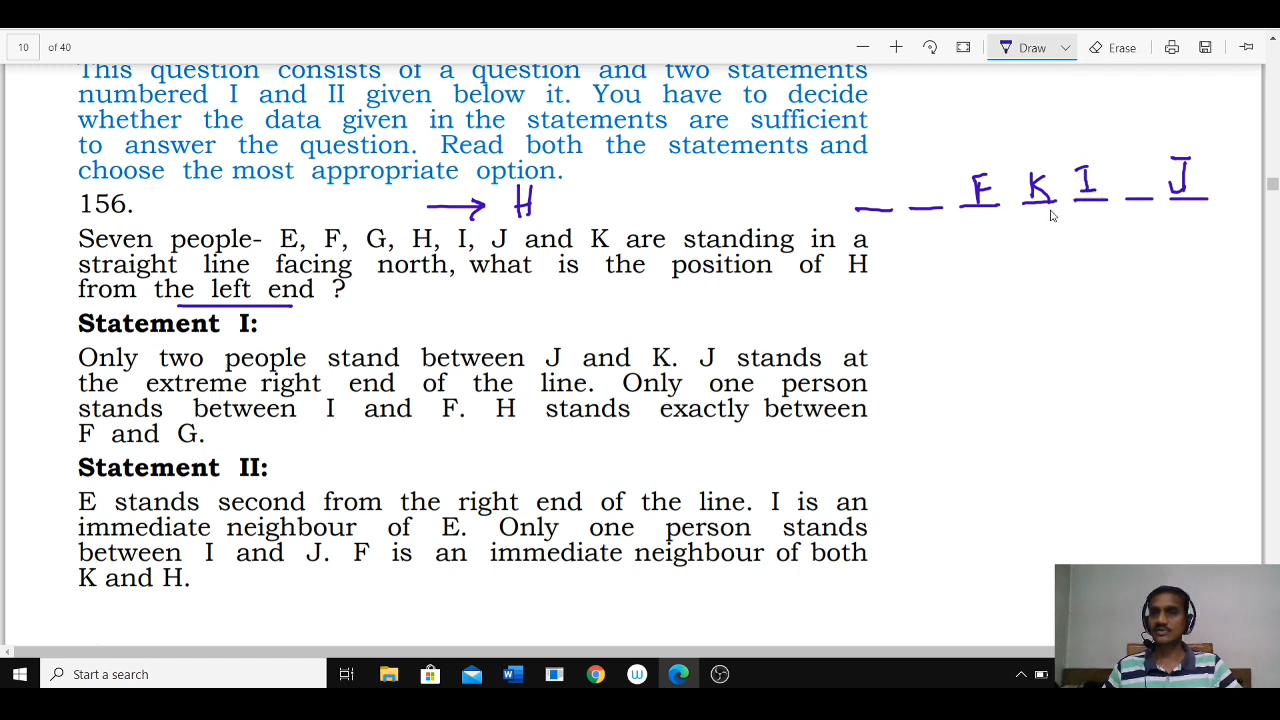 10 of 40
Draw
Erase
This question consists of a question and two statements
numbered I and II given below it. You have to decide
whether the data given in the statements are sufficient
to answer the question. Read both the statements and
choose the most appropriate option.
156. → H
F K I J
Seven people- E, F, G, H, I, J and K are standing in a
straight line facing north, what is the position of H
from the left end ?
Statement I:
Only two people stand between J and K. J stands at
the extreme right end of the line. Only one person
stands between I and F. H stands exactly between
F and G.
Statement II:
E stands second from the right end of the line. I is an
immediate neighbour of E. Only one person stands
between I and J. F is an immediate neighbour of both
K and H.
Start a search